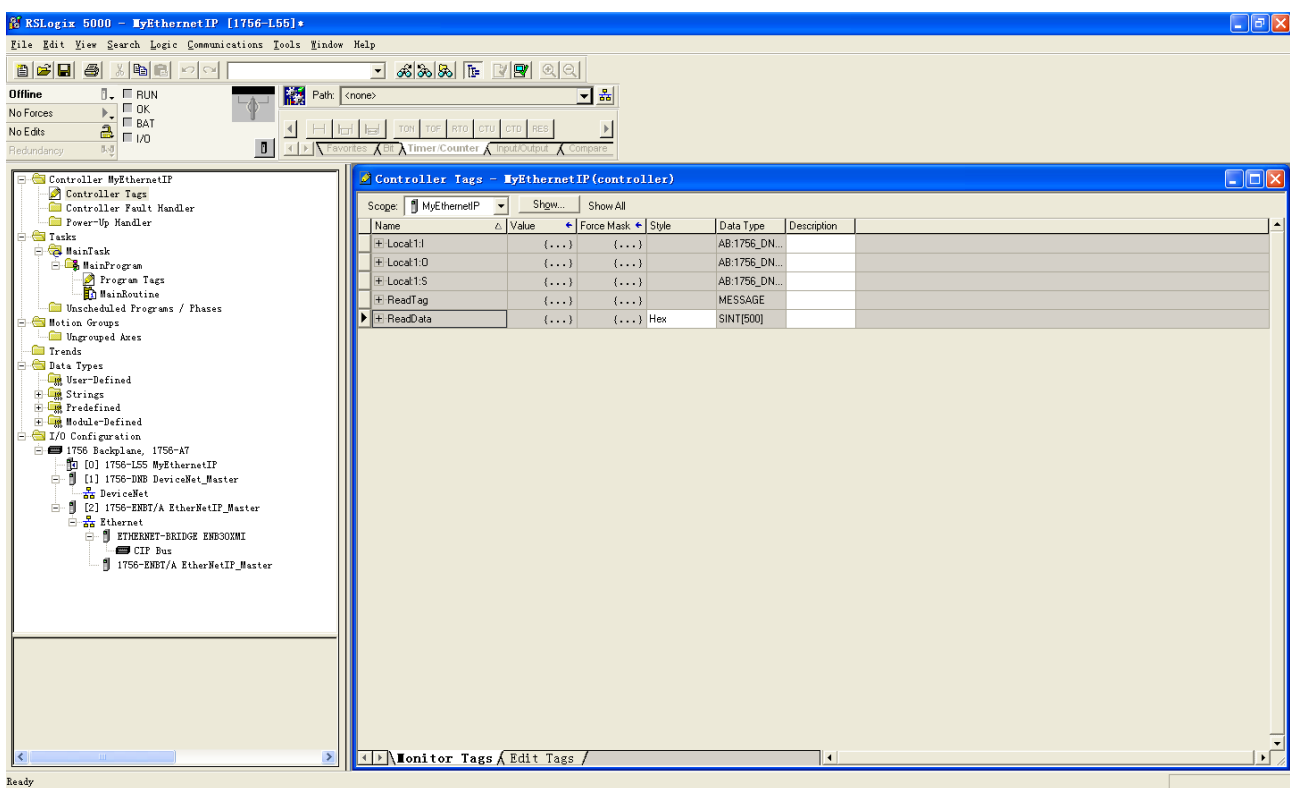 RSLogix 5000 - MyEthernetIP [1756-L55]*
File Edit View Search Logic Communications Tools Window Help
Offline RUN
No Forces OK
No Edits BAT
I/O
Redundancy
Path: <none>
TON TOF RTO CTU CTD RES
Favorites Bit Timer/Counter Input/Output Compare
Controller MyEthernetIP
Controller Tags
Controller Fault Handler
Power-Up Handler
Tasks
MainTask
MainProgram
Program Tags
MainRoutine
Unscheduled Programs / Phases
Motion Groups
Ungrouped Axes
Trends
Data Types
User-Defined
Strings
Predefined
Module-Defined
I/O Configuration
1756 Backplane, 1756-A7
[0] 1756-L55 MyEthernetIP
[1] 1756-DNB DeviceNet_Master
DeviceNet
[2] 1756-ENBT/A EtherNetIP_Master
Ethernet
ETHERNET-BRIDGE ENB30XMI
CIP Bus
1756-ENBT/A EtherNetIP_Master
Controller Tags - MyEthernetIP(controller)
Scope: MyEthernetIP Show... Show All
Name Value Force Mask Style Data Type Description
Local:1:I {...} {...} AB:1756_DN...
Local:1:O {...} {...} AB:1756_DN...
Local:1:S {...} {...} AB:1756_DN...
ReadTag {...} {...} MESSAGE
ReadData {...} {...} Hex SINT[500]
Monitor Tags Edit Tags
Ready